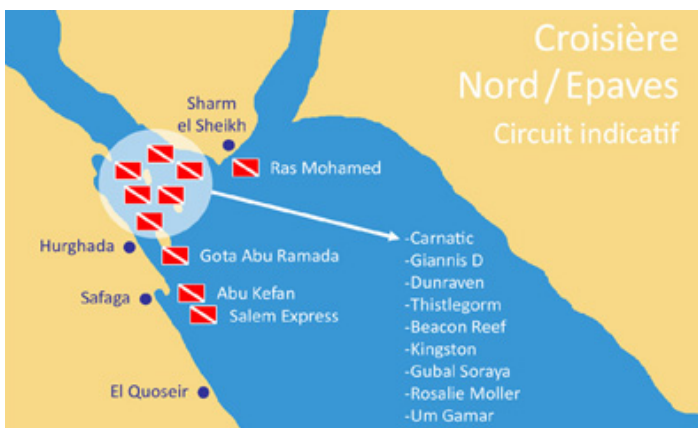 Croisière
Nord/Epaves
Circuit indicatif
Sharm
el Sheikh
Ras Mohamed
Hurghada
Gota Abu Ramada
Safaga
Abu Kefan
Salem Express
El Quoseir
-Carnatic
-Giannis D
-Dunraven
-Thistlegorm
-Beacon Reef
-Kingston
-Gubal Soraya
-Rosalie Moller
-Um Gamar